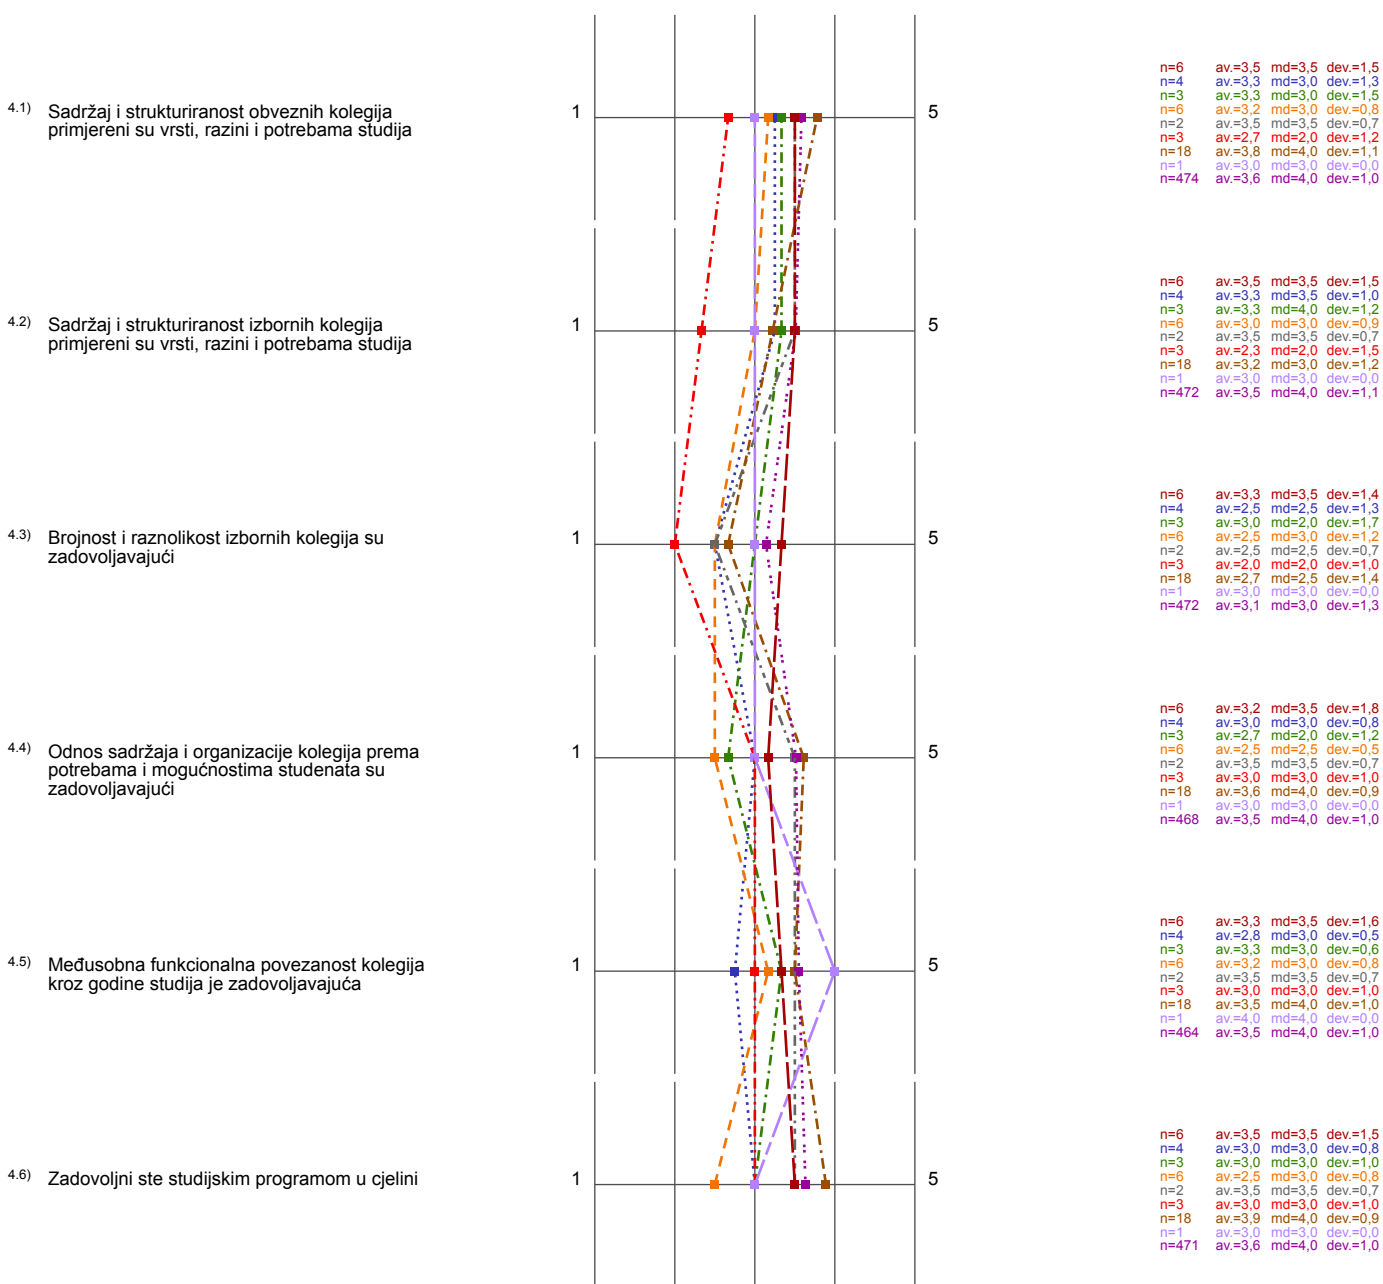 4.1) Sadržaj i strukturiranost obveznih kolegija
primjereni su vrsti, razini i potrebama studija
1 5
n=6 av.=3,5 md=3,5 dev.=1,5
n=4 av.=3,3 md=3,0 dev.=1,3
n=3 av.=3,3 md=3,0 dev.=1,5
n=6 av.=3,2 md=3,0 dev.=0,8
n=2 av.=3,5 md=3,5 dev.=0,7
n=3 av.=2,7 md=2,0 dev.=1,2
n=18 av.=3,8 md=4,0 dev.=1,1
n=1 av.=3,0 md=3,0 dev.=0,0
n=474 av.=3,6 md=4,0 dev.=1,0
4.2) Sadržaj i strukturiranost izbornih kolegija
primjereni su vrsti, razini i potrebama studija
1 5
n=6 av.=3,5 md=3,5 dev.=1,5
n=4 av.=3,3 md=3,5 dev.=1,0
n=3 av.=3,3 md=4,0 dev.=1,2
n=6 av.=3,0 md=3,0 dev.=0,9
n=2 av.=3,5 md=3,5 dev.=0,7
n=3 av.=2,3 md=2,0 dev.=1,5
n=18 av.=3,2 md=3,0 dev.=1,2
n=1 av.=3,0 md=3,0 dev.=0,0
n=472 av.=3,5 md=4,0 dev.=1,1
4.3) Brojnost i raznolikost izbornih kolegija su
zadovoljavajući
1 5
n=6 av.=3,3 md=3,5 dev.=1,4
n=4 av.=2,5 md=2,5 dev.=1,3
n=3 av.=3,0 md=2,0 dev.=1,7
n=6 av.=2,5 md=3,0 dev.=1,2
n=2 av.=2,5 md=2,5 dev.=0,7
n=3 av.=2,0 md=2,0 dev.=1,0
n=18 av.=2,7 md=2,5 dev.=1,4
n=1 av.=3,0 md=3,0 dev.=0,0
n=472 av.=3,1 md=3,0 dev.=1,3
4.4) Odnos sadržaja i organizacije kolegija prema
potrebama i mogućnostima studenata su
zadovoljavajući
1 5
n=6 av.=3,2 md=3,5 dev.=1,8
n=4 av.=3,0 md=3,0 dev.=0,8
n=3 av.=2,7 md=2,0 dev.=1,2
n=6 av.=2,5 md=2,5 dev.=0,5
n=2 av.=3,5 md=3,5 dev.=0,7
n=3 av.=3,0 md=3,0 dev.=1,0
n=18 av.=3,6 md=4,0 dev.=0,9
n=1 av.=3,0 md=3,0 dev.=0,0
n=468 av.=3,5 md=4,0 dev.=1,0
4.5) Međusobna funkcionalna povezanost kolegija
kroz godine studija je zadovoljavajuća
1 5
n=6 av.=3,3 md=3,5 dev.=1,6
n=4 av.=2,8 md=3,0 dev.=0,5
n=3 av.=3,3 md=3,0 dev.=0,6
n=6 av.=3,2 md=3,0 dev.=0,8
n=2 av.=3,5 md=3,5 dev.=0,7
n=3 av.=3,0 md=3,0 dev.=1,0
n=18 av.=3,5 md=4,0 dev.=1,0
n=1 av.=4,0 md=4,0 dev.=0,0
n=464 av.=3,5 md=4,0 dev.=1,0
4.6) Zadovoljni ste studijskim programom u cjelini
1 5
n=6 av.=3,5 md=3,5 dev.=1,5
n=4 av.=3,0 md=3,0 dev.=0,8
n=3 av.=3,0 md=3,0 dev.=1,0
n=6 av.=2,5 md=3,0 dev.=0,8
n=2 av.=3,5 md=3,5 dev.=0,7
n=3 av.=3,0 md=3,0 dev.=1,0
n=18 av.=3,9 md=4,0 dev.=0,9
n=1 av.=3,0 md=3,0 dev.=0,0
n=471 av.=3,6 md=4,0 dev.=1,0